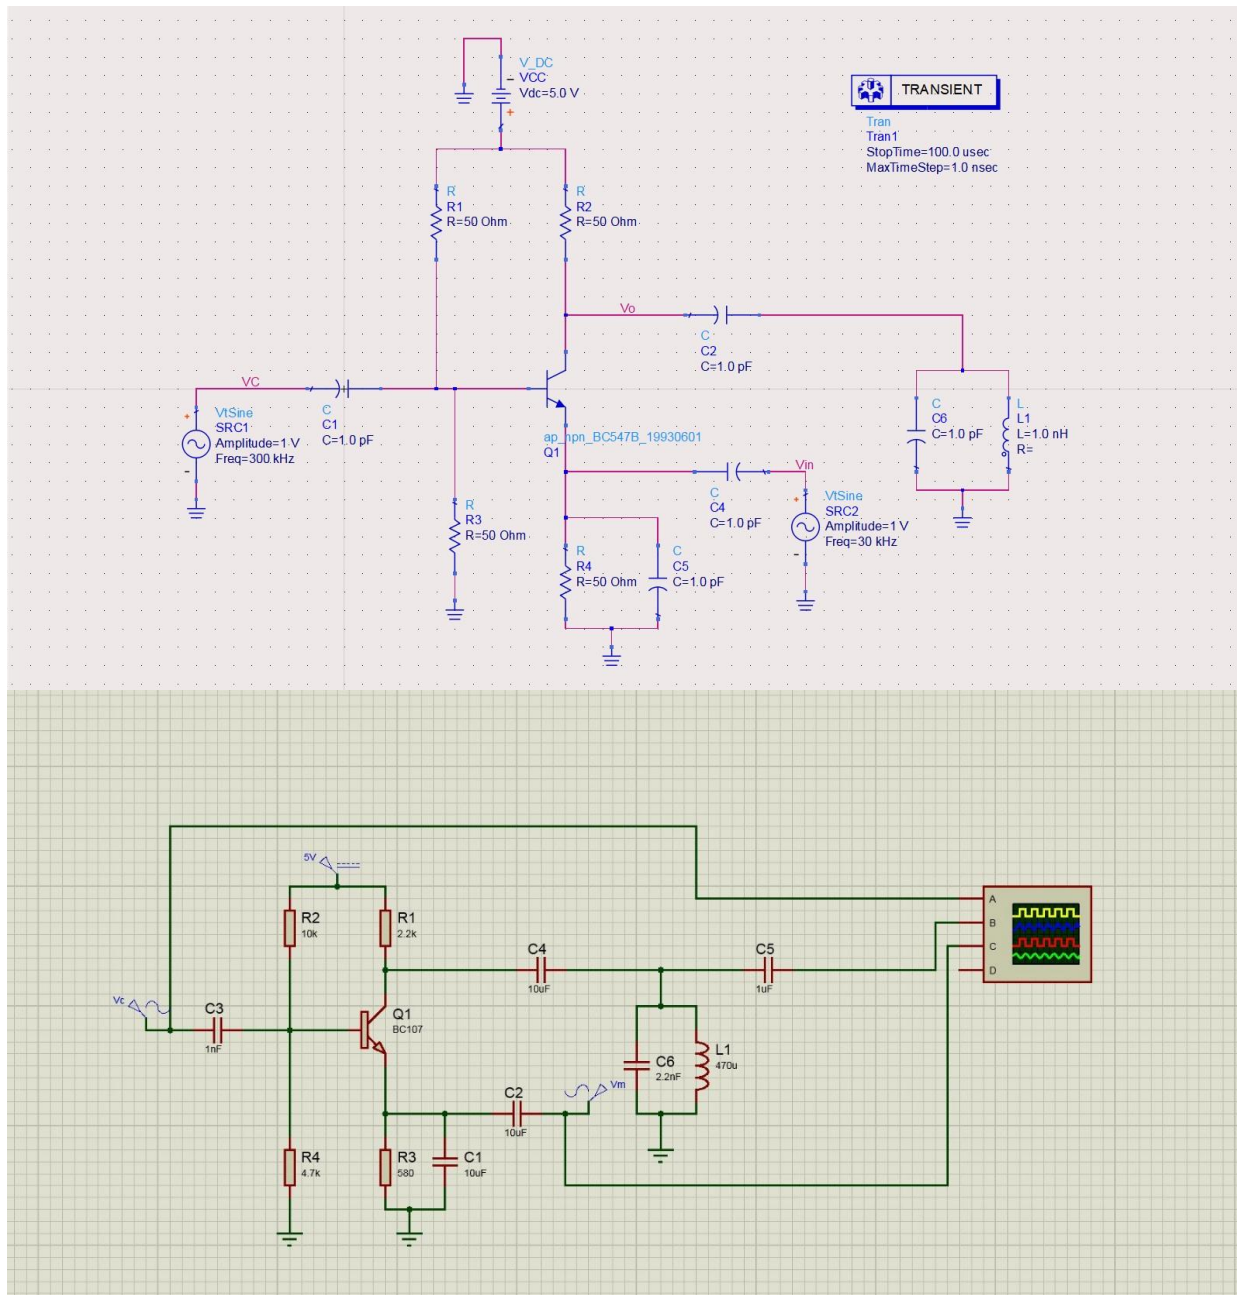 V_DC
VCC
Vdc=5.0 V
TRANSIENT
Tran
Tran1
StopTime=100.0 usec
MaxTimeStep=1.0 nsec
R
R1
R=50 Ohm
R
R2
R=50 Ohm
Vo
C
C2
C=1.0 pF
VC
VtSine
SRC1
Amplitude=1 V
Freq=300 kHz
C
C1
C=1.0 pF
ap_npn_BC547B_19930601
Q1
C
C6
C=1.0 pF
L
L1
L=1.0 nH
R=
Vin
C
C4
C=1.0 pF
VtSine
SRC2
Amplitude=1 V
Freq=30 kHz
R
R3
R=50 Ohm
R
R4
R=50 Ohm
C
C5
C=1.0 pF
5V
R2
10k
R1
2.2k
A
B
C
D
C4
10uF
C5
1uF
Vc
C3
1nF
Q1
BC107
C6
2.2nF
L1
470u
C2
10uF
Vm
R4
4.7k
R3
580
C1
10uF